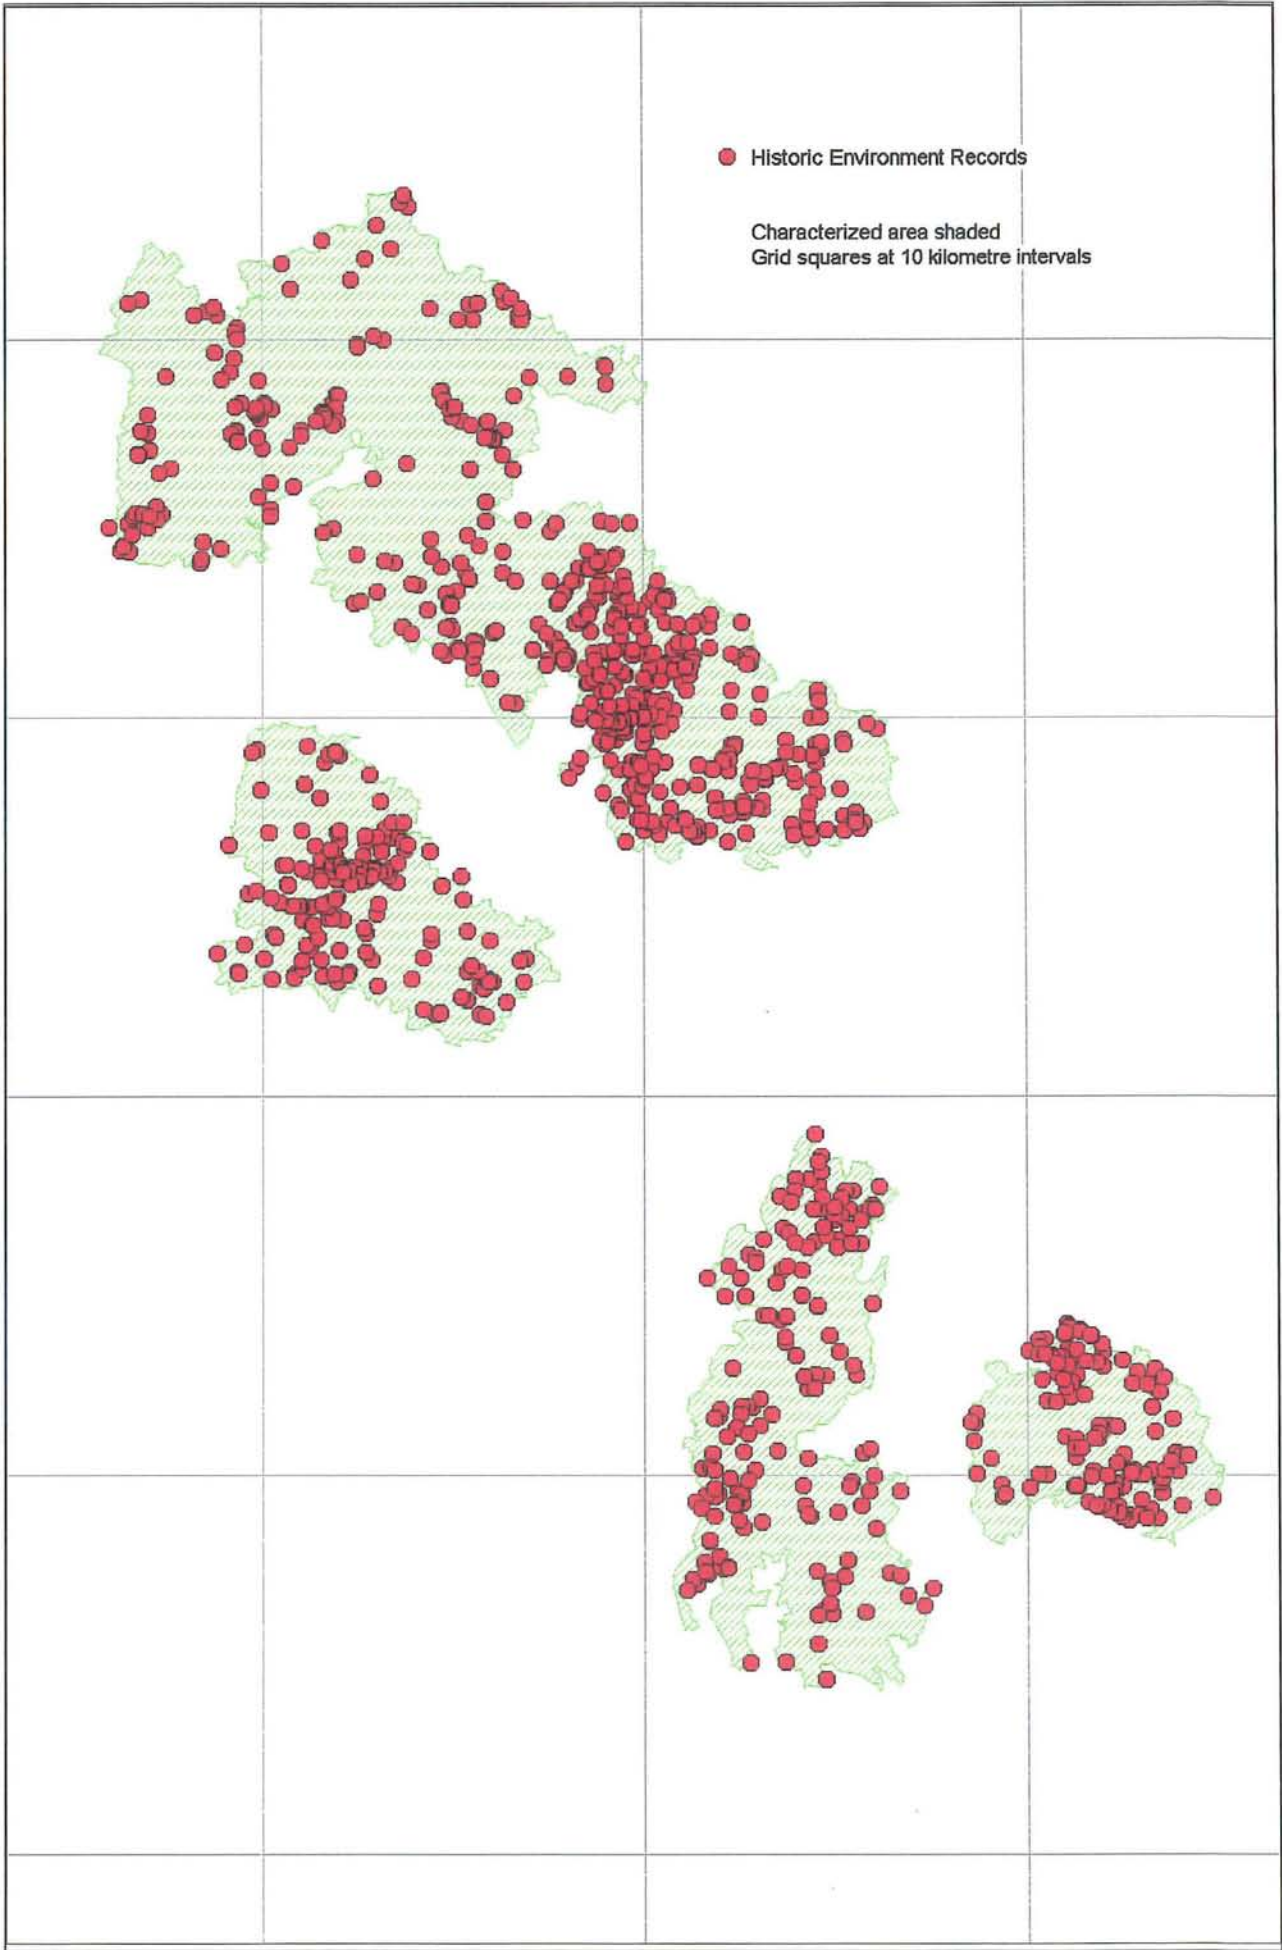 Historic Environment Records
Characterized area shaded
Grid squares at 10 kilometre intervals